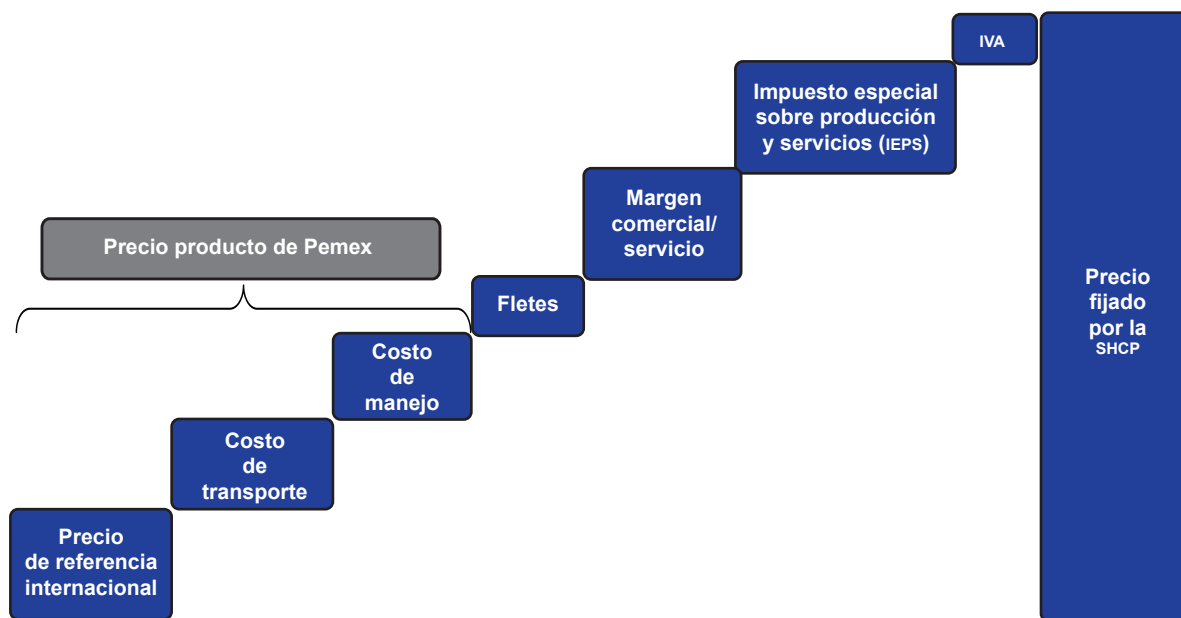 IVA
Impuesto especial
sobre producción
y servicios (IEPS)
Margen
comercial/
servicio
Precio producto de Pemex
Fletes
Precio
fijado
por la
SHCP
Costo
de
manejo
Costo
de
transporte
Precio
de referencia
internacional